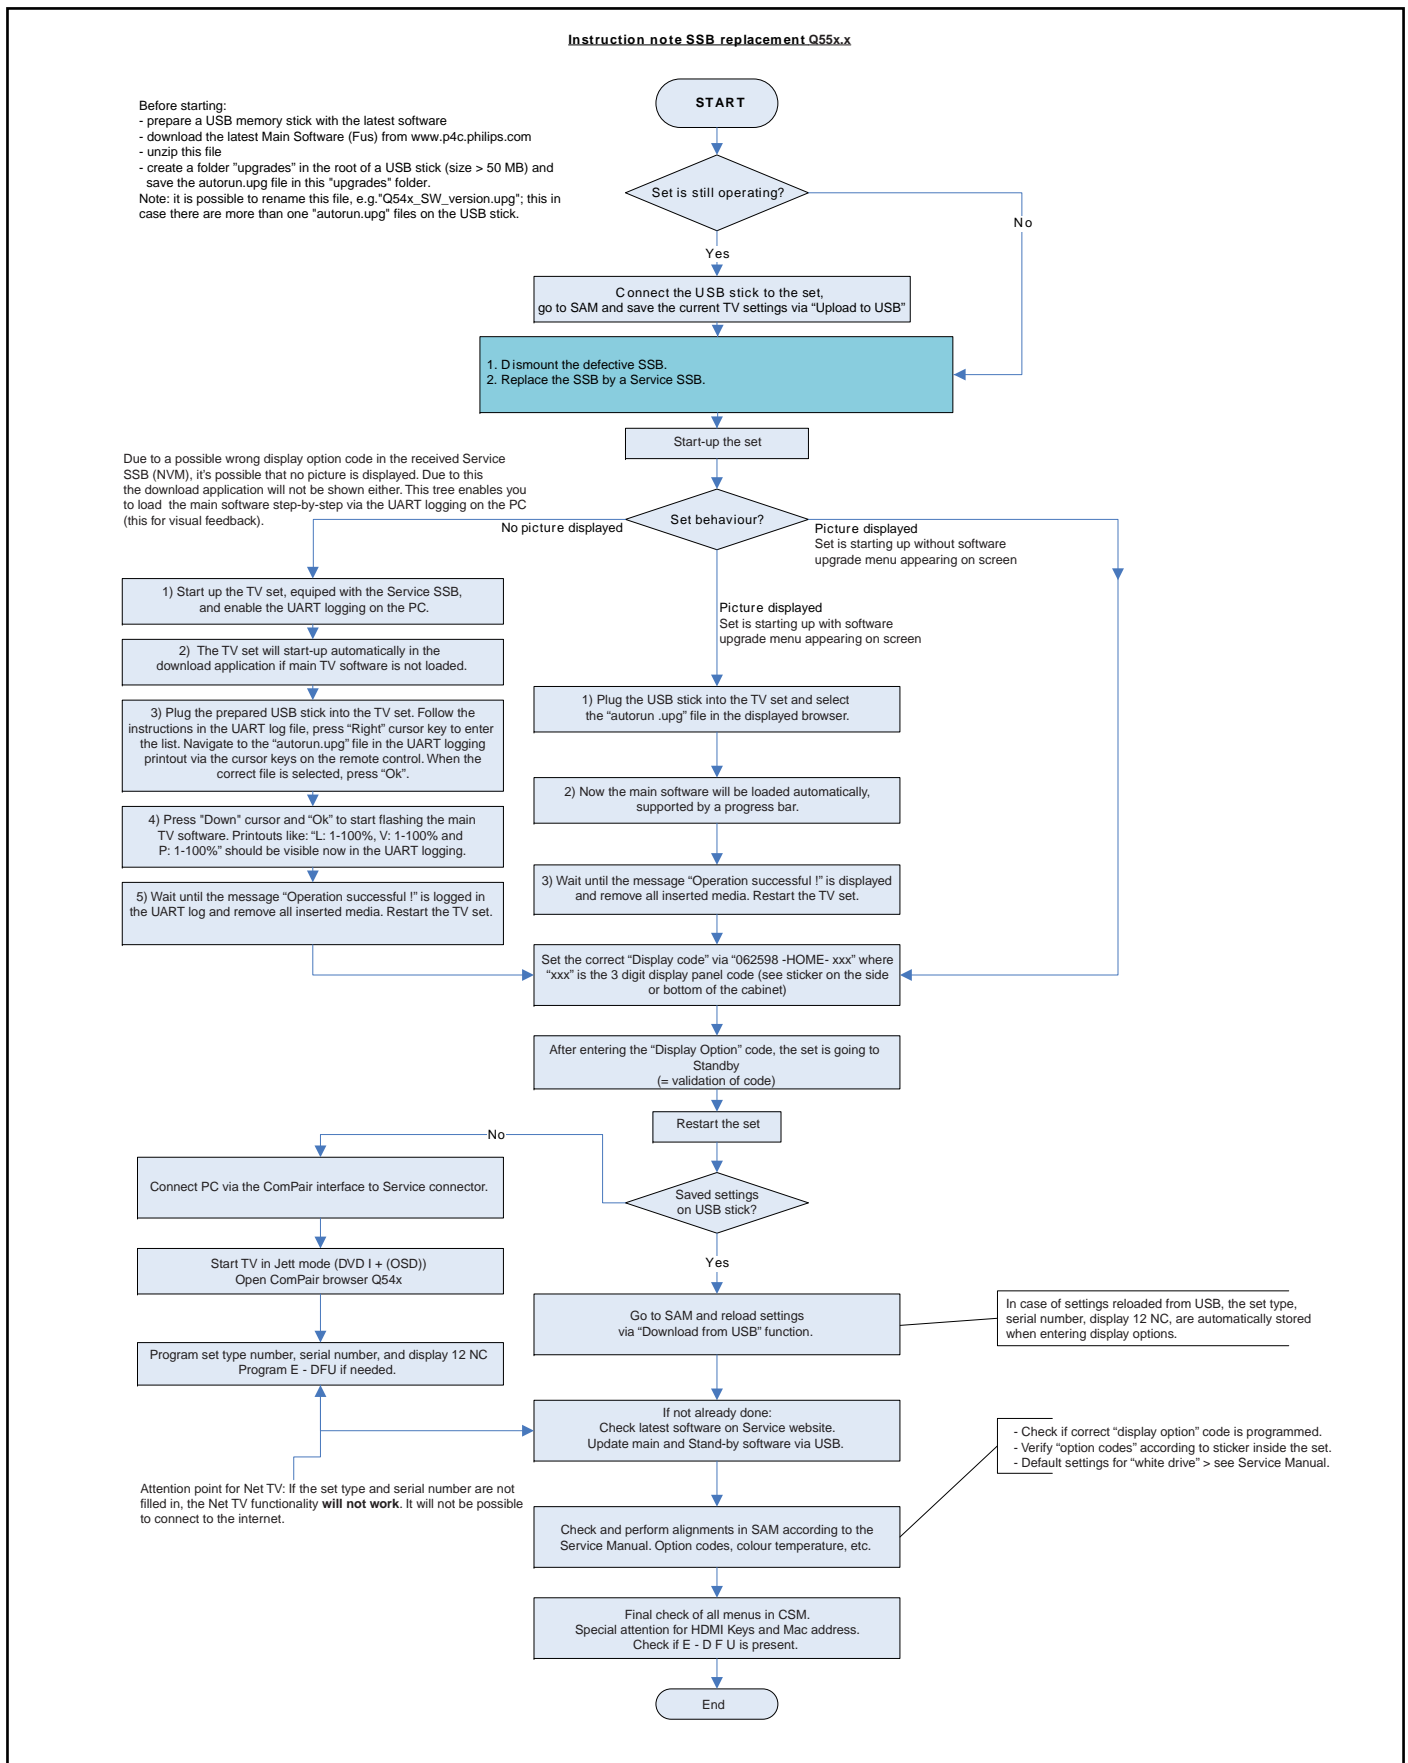 Instruction note SSB replacement Q55x.x
START
Before starting:
- prepare a USB memory stick with the latest software
- download the latest Main Software (Fus) from www.p4c.philips.com
- unzip this file
- create a folder ”upgrades” in the root of a USB stick (size > 50 MB) and
save the autorun.upg file in this "upgrades" folder.
Note: it is possible to rename this file, e.g."Q54x_SW_version.upg"; this in
case there are more than one "autorun.upg" files on the USB stick.
Set is still operating?
No
Yes
Connect the USB stick to the set,
go to SAM and save the current TV settings via “Upload to USB”
1. Dismount the defective SSB.
2. Replace the SSB by a Service SSB.
Start-up the set
Due to a possible wrong display option code in the received Service
SSB (NVM), it's possible that no picture is displayed. Due to this
the download application will not be shown either. This tree enables you
to load the main software step-by-step via the UART logging on the PC
(this for visual feedback).
Set behaviour?
No picture displayed
Picture displayed
Set is starting up without software
upgrade menu appearing on screen
Picture displayed
Set is starting up with software
upgrade menu appearing on screen
1) Start up the TV set, equiped with the Service SSB,
and enable the UART logging on the PC.
2) The TV set will start-up automatically in the
download application if main TV software is not loaded.
3) Plug the prepared USB stick into the TV set. Follow the
instructions in the UART log file, press “Right” cursor key to enter
the list. Navigate to the “autorun.upg” file in the UART logging
printout via the cursor keys on the remote control. When the
correct file is selected, press “Ok”.
4) Press "Down" cursor and “Ok” to start flashing the main
TV software. Printouts like: “L: 1-100%, V: 1-100% and
P: 1-100%” should be visible now in the UART logging.
5) Wait until the message “Operation successful !” is logged in
the UART log and remove all inserted media. Restart the TV set.
1) Plug the USB stick into the TV set and select
the “autorun .upg” file in the displayed browser.
2) Now the main software will be loaded automatically,
supported by a progress bar.
3) Wait until the message “Operation successful !” is displayed
and remove all inserted media. Restart the TV set.
Set the correct “Display code” via “062598 -HOME- xxx” where
“xxx” is the 3 digit display panel code (see sticker on the side
or bottom of the cabinet)
After entering the “Display Option” code, the set is going to
Standby
(= validation of code)
Restart the set
No
Saved settings
on USB stick?
Yes
Connect PC via the ComPair interface to Service connector.
Start TV in Jett mode (DVD I + (OSD))
Open ComPair browser Q54x
Program set type number, serial number, and display 12 NC
Program E - DFU if needed.
Go to SAM and reload settings
via “Download from USB” function.
In case of settings reloaded from USB, the set type,
serial number, display 12 NC, are automatically stored
when entering display options.
If not already done:
Check latest software on Service website.
Update main and Stand-by software via USB.
- Check if correct “display option” code is programmed.
- Verify “option codes” according to sticker inside the set.
- Default settings for “white drive” > see Service Manual.
Attention point for Net TV: If the set type and serial number are not
filled in, the Net TV functionality will not work. It will not be possible
to connect to the internet.
Check and perform alignments in SAM according to the
Service Manual. Option codes, colour temperature, etc.
Final check of all menus in CSM.
Special attention for HDMI Keys and Mac address.
Check if E - D F U is present.
End